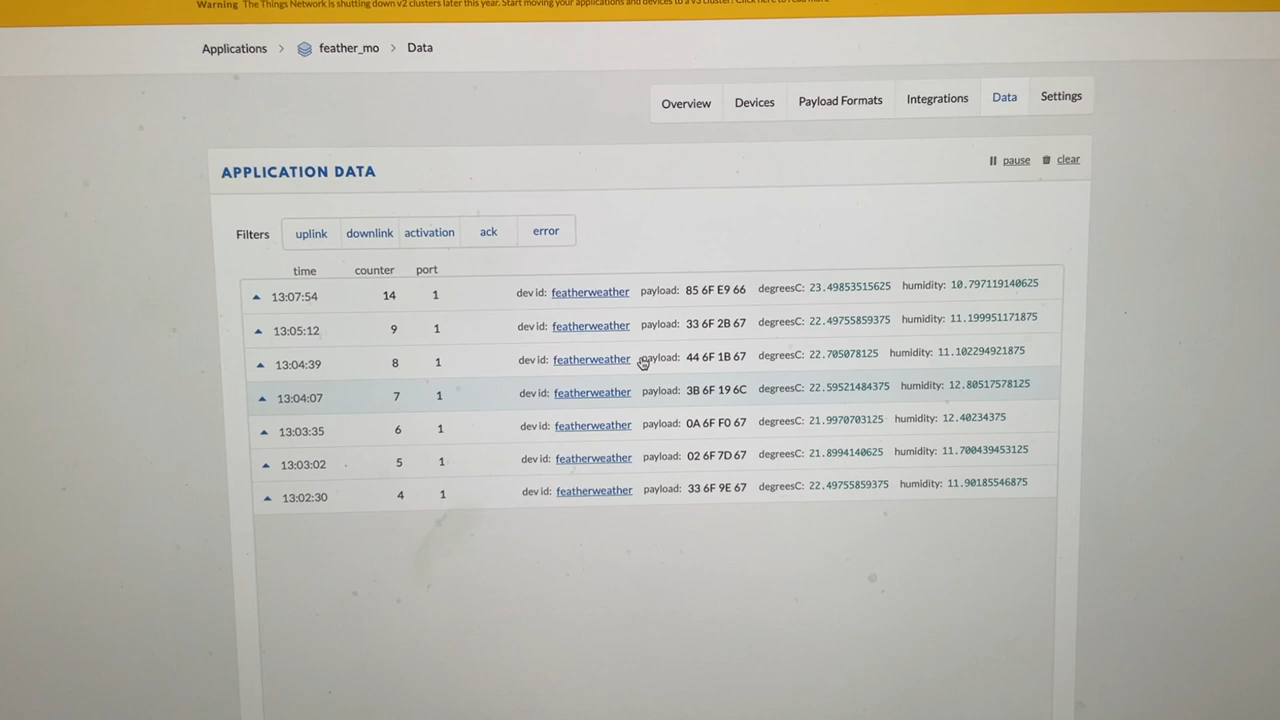 Warning The Things Network is shutting down v2 clusters later this year. Start moving your applications and devices to a v3 cluster! Click here to read more
Applications > feather_mo > Data
Overview Devices Payload Formats Integrations Data Settings
APPLICATION DATA pause clear
Filters uplink downlink activation ack error
time counter port
13:07:54 14 1 dev id: featherweather payload: 85 6F E9 66 degreesC: 23.49853515625 humidity: 10.797119140625
13:05:12 9 1 dev id: featherweather payload: 33 6F 2B 67 degreesC: 22.49755859375 humidity: 11.199951171875
13:04:39 8 1 dev id: featherweather payload: 44 6F 1B 67 degreesC: 22.705078125 humidity: 11.102294921875
13:04:07 7 1 dev id: featherweather payload: 3B 6F 19 6C degreesC: 22.59521484375 humidity: 12.80517578125
13:03:35 6 1 dev id: featherweather payload: 0A 6F F0 67 degreesC: 21.9970703125 humidity: 12.40234375
13:03:02 5 1 dev id: featherweather payload: 02 6F 7D 67 degreesC: 21.8994140625 humidity: 11.700439453125
13:02:30 4 1 dev id: featherweather payload: 33 6F 9E 67 degreesC: 22.49755859375 humidity: 11.90185546875